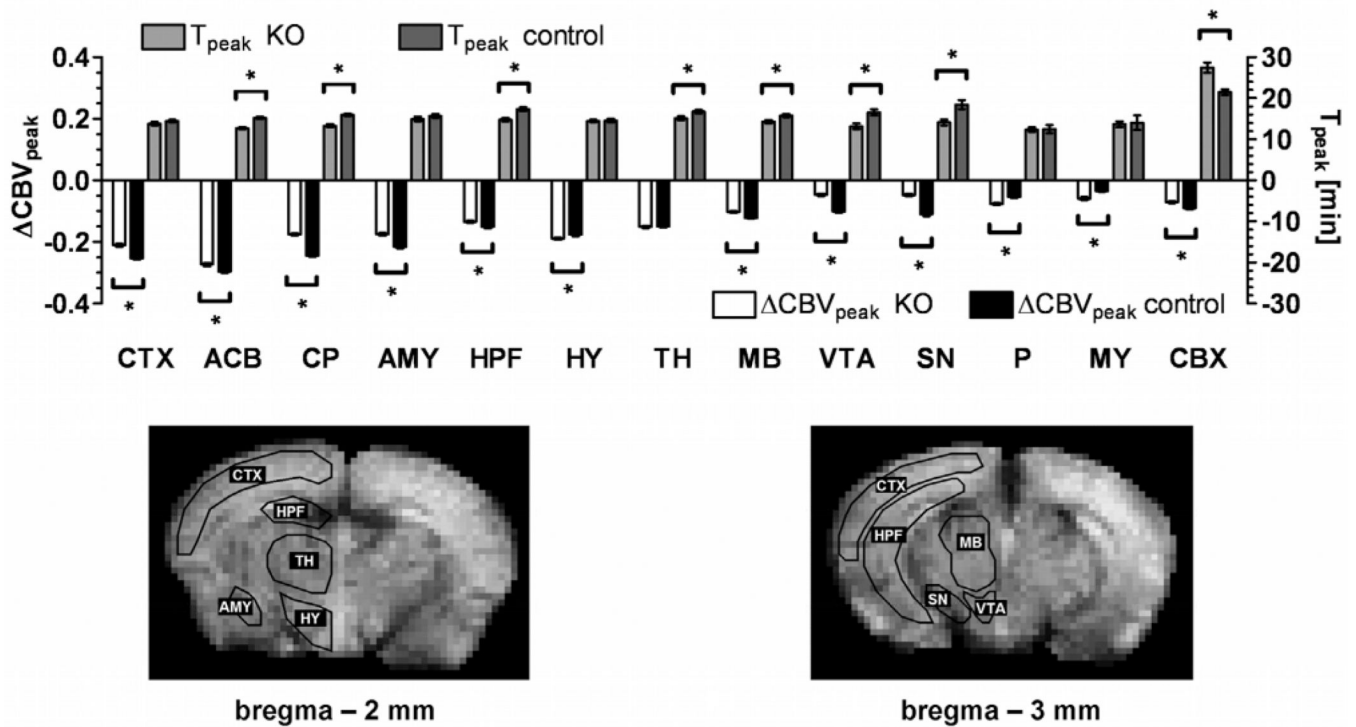 Tpeak KO Tpeak control
0.4 30
20
0.2
10
0.0 0
-10
-0.2
-20
-0.4 -30
ΔCBVpeak
Tpeak [min]
* * * * * * * *
* * * * * * * * * * * *
ΔCBVpeak KO ΔCBVpeak control
CTX ACB CP AMY HPF HY TH MB VTA SN P MY CBX
CTX
HPF
TH
AMY
HY
bregma – 2 mm
CTX
HPF
MB
SN
VTA
bregma – 3 mm